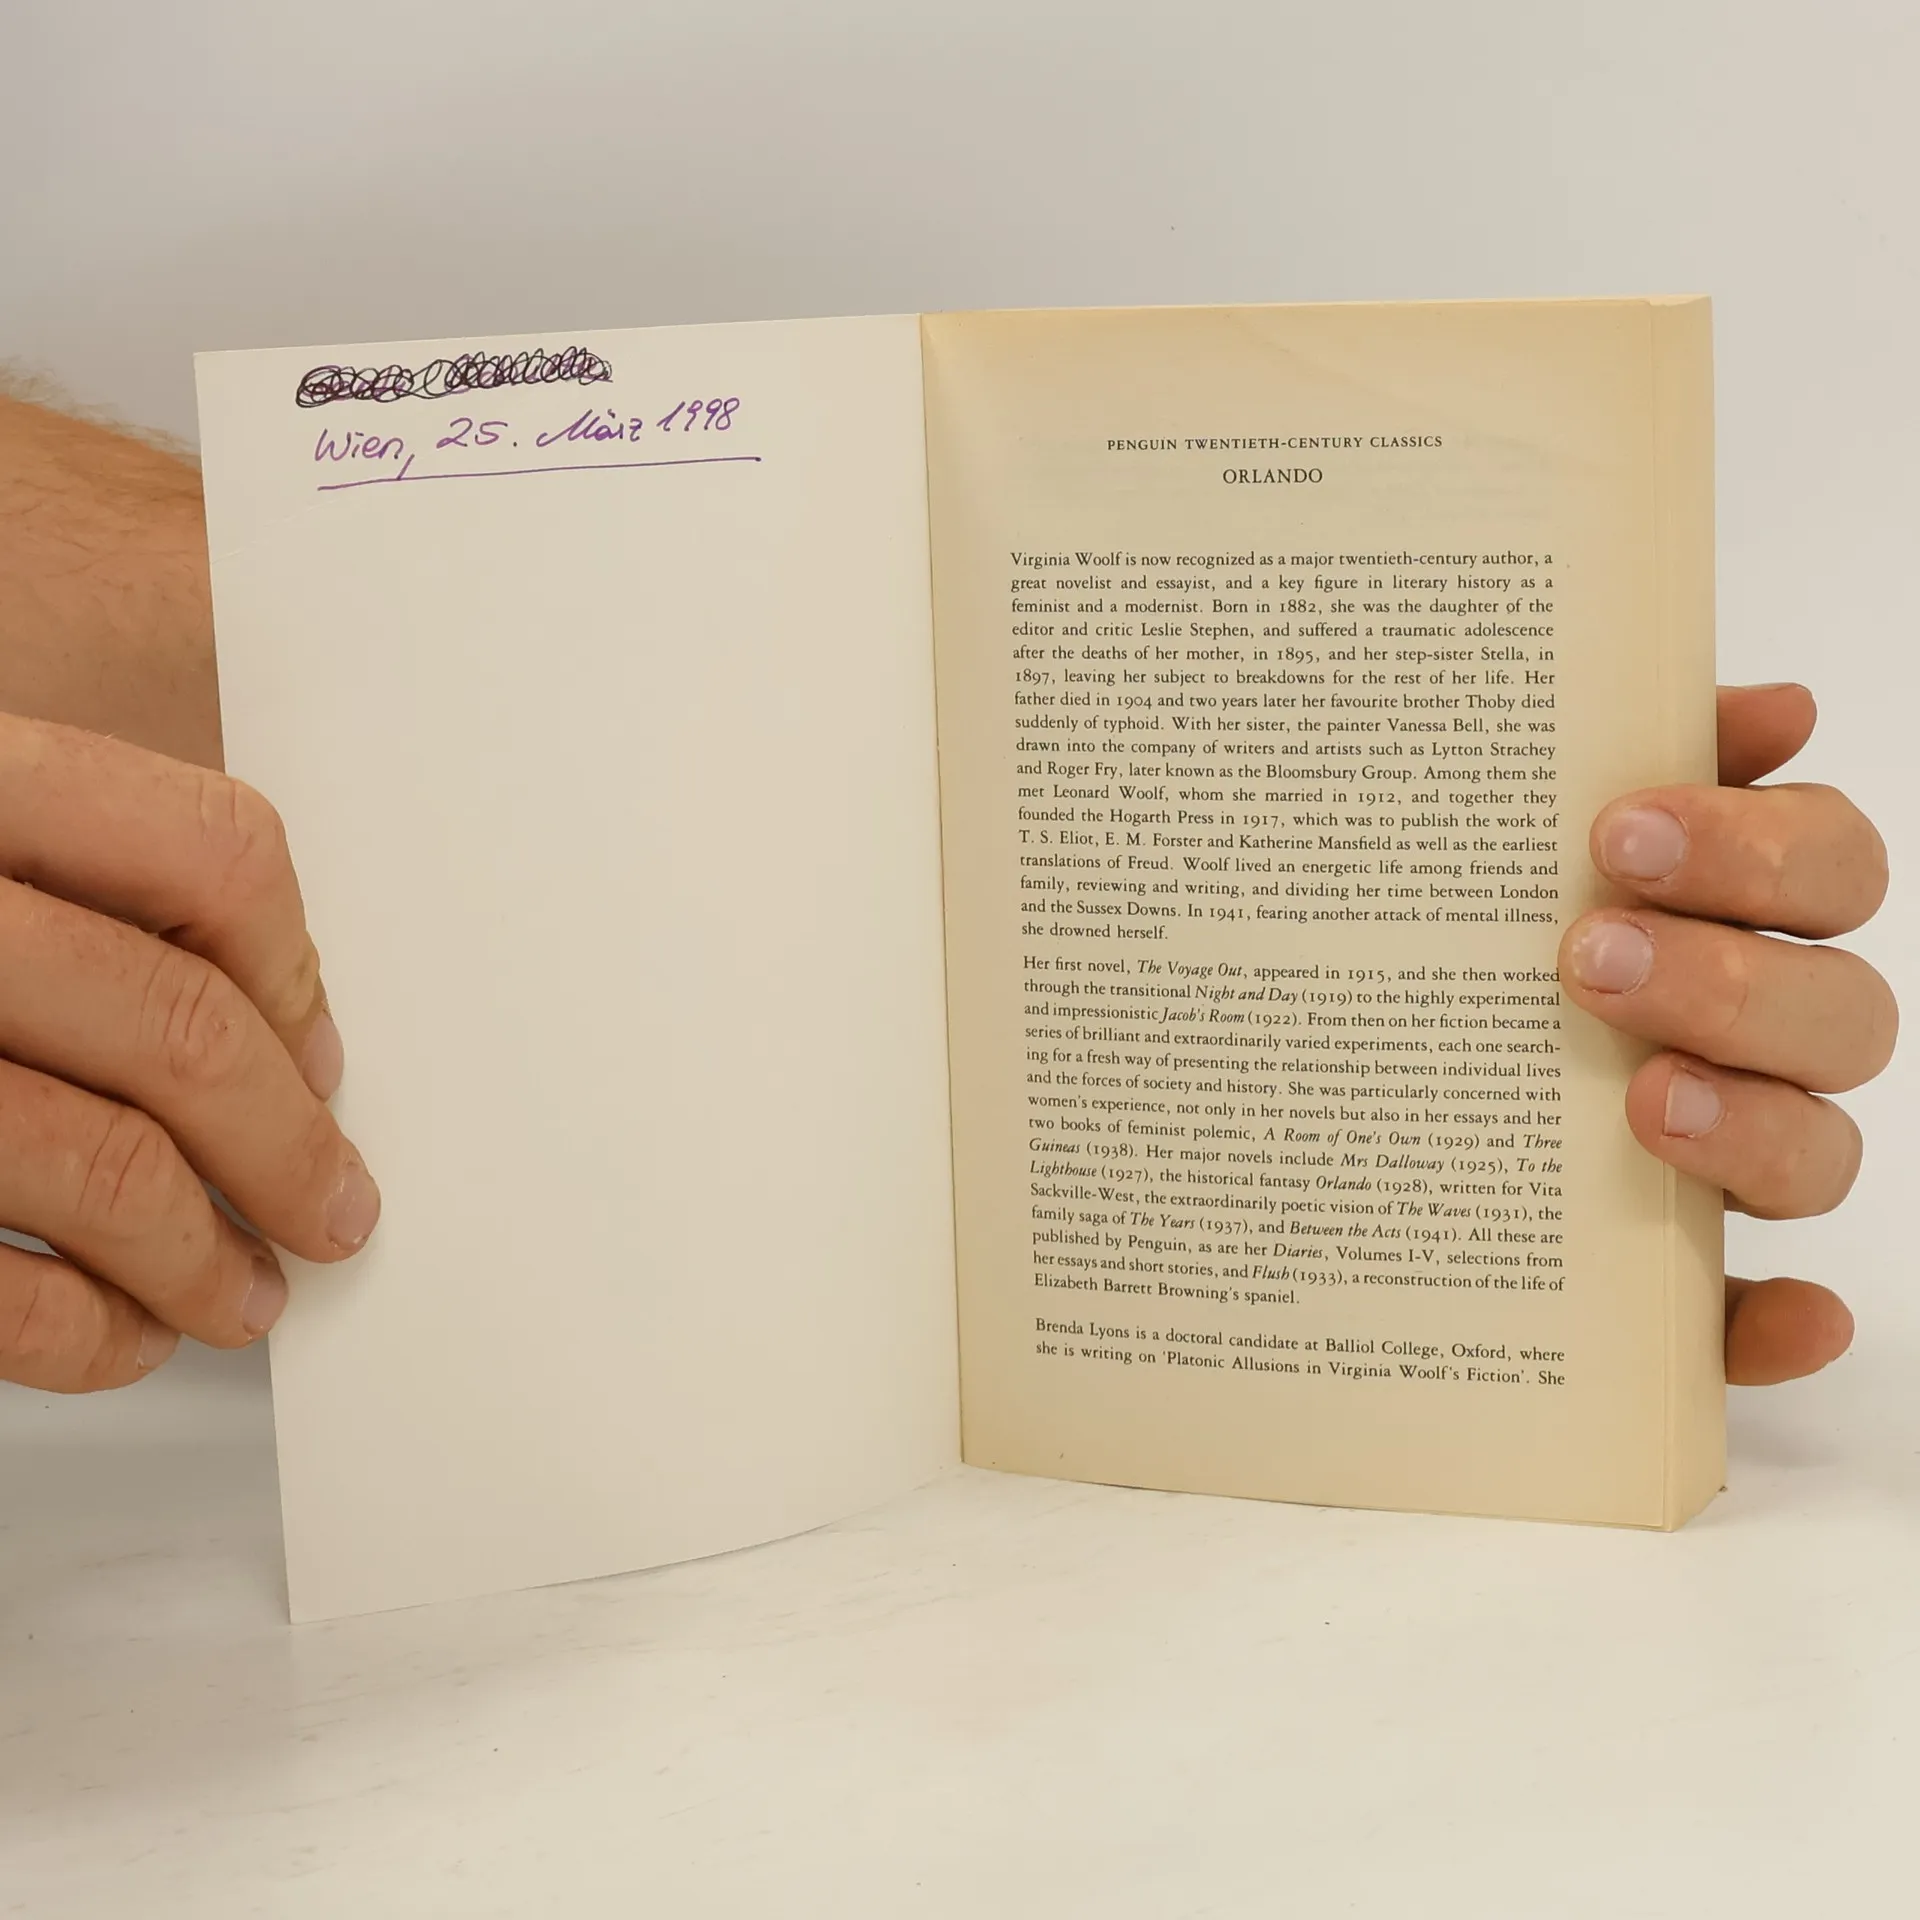 Wien, 25. März 1998
PENGUIN TWENTIETH-CENTURY CLASSICS
ORLANDO
Virginia Woolf is now recognized as a major twentieth-century author, a
great novelist and essayist, and a key figure in literary history as a
feminist and a modernist. Born in 1882, she was the daughter of the
editor and critic Leslie Stephen, and suffered a traumatic adolescence
after the deaths of her mother, in 1895, and her step-sister Stella, in
1897, leaving her subject to breakdowns for the rest of her life. Her
father died in 1904 and two years later her favourite brother Thoby died
suddenly of typhoid. With her sister, the painter Vanessa Bell, she was
drawn into the company of writers and artists such as Lytton Strachey
and Roger Fry, later known as the Bloomsbury Group. Among them she
met Leonard Woolf, whom she married in 1912, and together they
founded the Hogarth Press in 1917, which was to publish the work of
T. S. Eliot, E. M. Forster and Katherine Mansfield as well as the earliest
translations of Freud. Woolf lived an energetic life among friends and
family, reviewing and writing, and dividing her time between London
and the Sussex Downs. In 1941, fearing another attack of mental illness,
she drowned herself.
Her first novel, The Voyage Out, appeared in 1915, and she then worked
through the transitional Night and Day (1919) to the highly experimental
and impressionistic Jacob's Room (1922). From then on her fiction became a
series of brilliant and extraordinarily varied experiments, each one search-
ing for a fresh way of presenting the relationship between individual lives
and the forces of society and history. She was particularly concerned with
women's experience, not only in her novels but also in her essays and her
two books of feminist polemic, A Room of One's Own (1929) and Three
Guineas (1938). Her major novels include Mrs Dalloway (1925), To the
Lighthouse (1927), the historical fantasy Orlando (1928), written for Vita
Sackville-West, the extraordinarily poetic vision of The Waves (1931), the
family saga of The Years (1937), and Between the Acts (1941). All these are
published by Penguin, as are her Diaries, Volumes I-V, selections from
her essays and short stories, and Flush (1933), a reconstruction of the life of
Elizabeth Barrett Browning's spaniel.
Brenda Lyons is a doctoral candidate at Balliol College, Oxford, where
she is writing on 'Platonic Allusions in Virginia Woolf's Fiction'. She